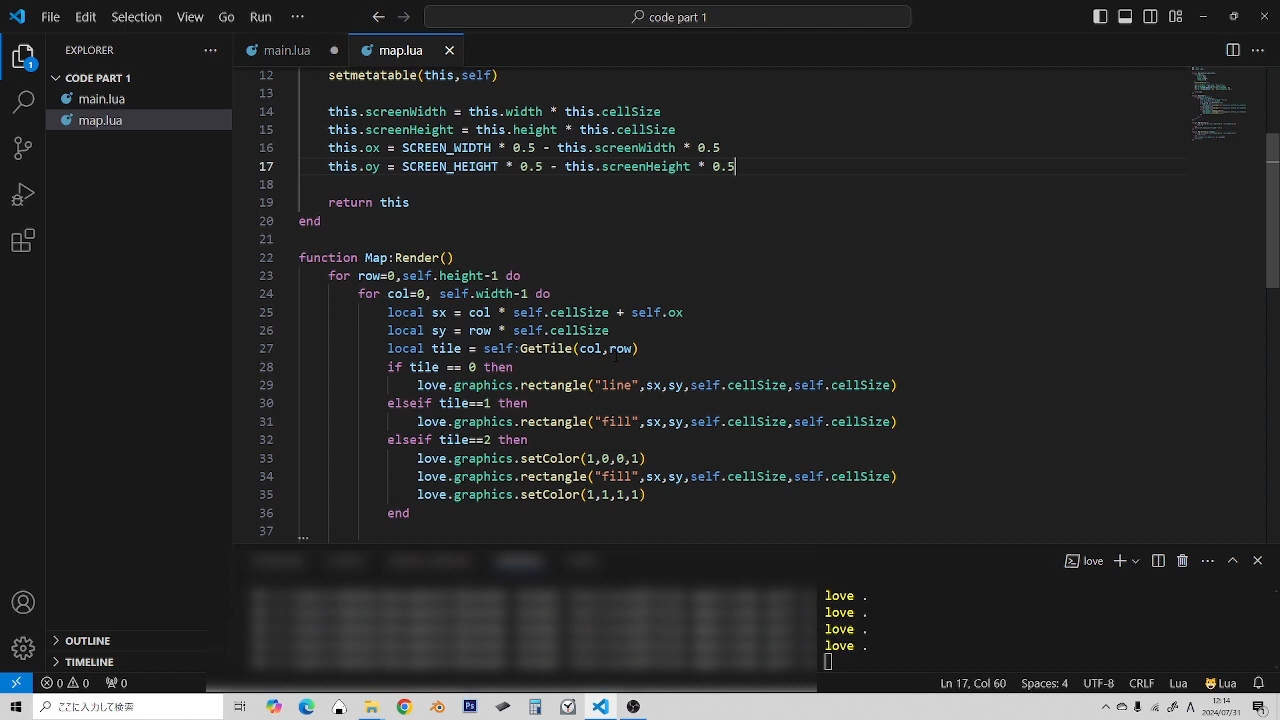 File Edit Selection View Go Run ··· code part 1
EXPLORER ···
main.lua
map.lua
CODE PART 1
main.lua
map.lua
12 setmetatable(this,self)
13
14 this.screenWidth = this.width * this.cellSize
15 this.screenHeight = this.height * this.cellSize
16 this.ox = SCREEN_WIDTH * 0.5 - this.screenWidth * 0.5
17 this.oy = SCREEN_HEIGHT * 0.5 - this.screenHeight * 0.5
18
19 return this
20 end
21
22 function Map:Render()
23 for row=0,self.height-1 do
24 for col=0, self.width-1 do
25 local sx = col * self.cellSize + self.ox
26 local sy = row * self.cellSize
27 local tile = self:GetTile(col,row)
28 if tile == 0 then
29 love.graphics.rectangle("line",sx,sy,self.cellSize,self.cellSize)
30 elseif tile==1 then
31 love.graphics.rectangle("fill",sx,sy,self.cellSize,self.cellSize)
32 elseif tile==2 then
33 love.graphics.setColor(1,0,0,1)
34 love.graphics.rectangle("fill",sx,sy,self.cellSize,self.cellSize)
35 love.graphics.setColor(1,1,1,1)
36 end
37
love
love .
love .
love .
love .
OUTLINE
TIMELINE
0 0 0 Ln 17, Col 60 Spaces: 4 UTF-8 CRLF Lua Lua
ここに入力して検索
12:14
2024/07/31